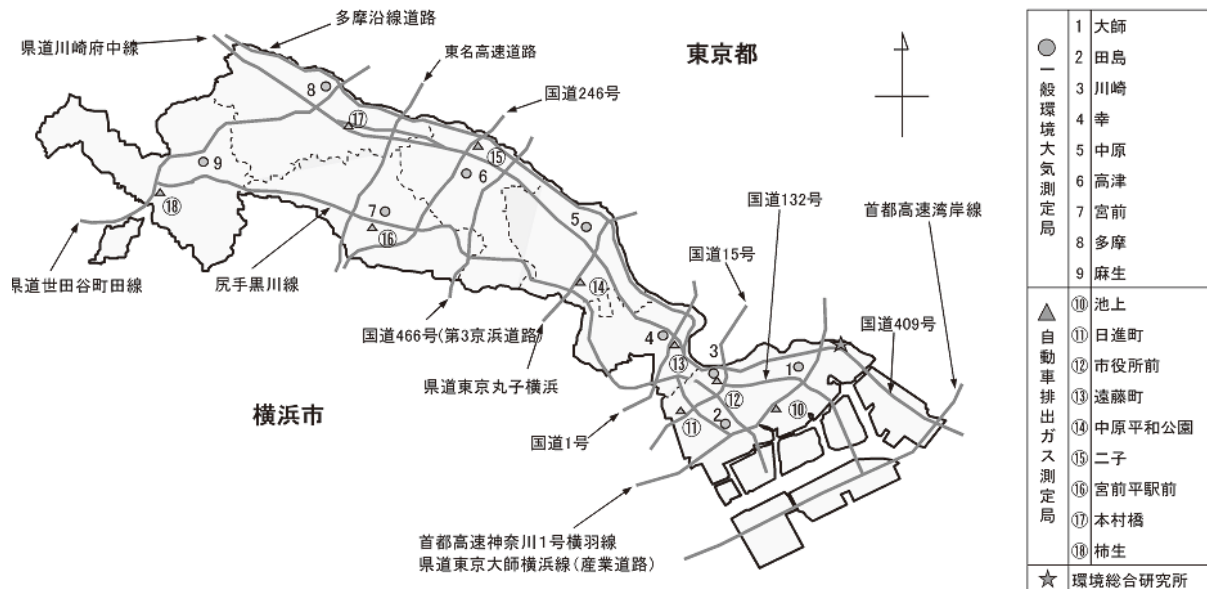 多摩沿線道路
県道川崎府中線
東名高速道路
東京都
国道246号
8
⑰
⑮
9
6
⑱
7
⑯
5
国道132号
首都高速湾岸線
県道世田谷町田線
尻手黒川線
国道15号
⑭
国道466号(第3京浜道路)
国道409号
4
3
⑬
1
県道東京丸子横浜
⑫
横浜市
⑩
国道1号
⑪
2
首都高速神奈川1号横羽線
県道東京大師横浜線(産業道路)
一般環境大気測定局
1 大師
2 田島
3 川崎
4 幸
5 中原
6 高津
7 宮前
8 多摩
9 麻生
自動車排出ガス測定局
⑩ 池上
⑪ 日進町
⑫ 市役所前
⑬ 遠藤町
⑭ 中原平和公園
⑮ 二子
⑯ 宮前平駅前
⑰ 本村橋
⑱ 柿生
環境総合研究所